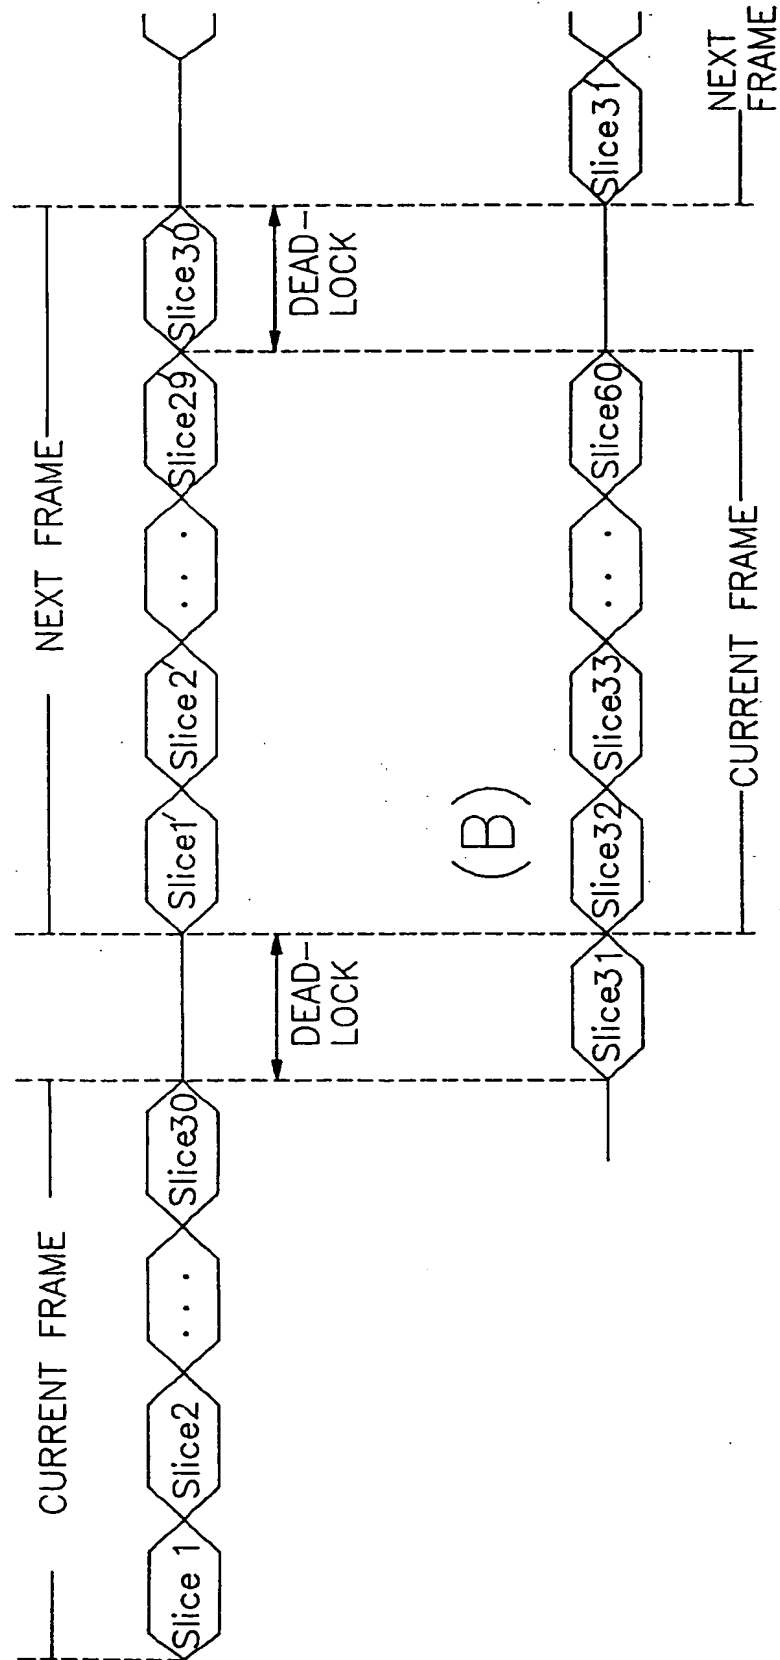 CURRENT FRAME
NEXT FRAME
Slice 1
Slice2
...
Slice30
Slice1'
Slice2'
...
Slice29'
Slice30'
DEAD-
LOCK
DEAD-
LOCK
(B)
Slice31
Slice32
Slice33
...
Slice60
Slice31'
CURRENT FRAME
NEXT
FRAME